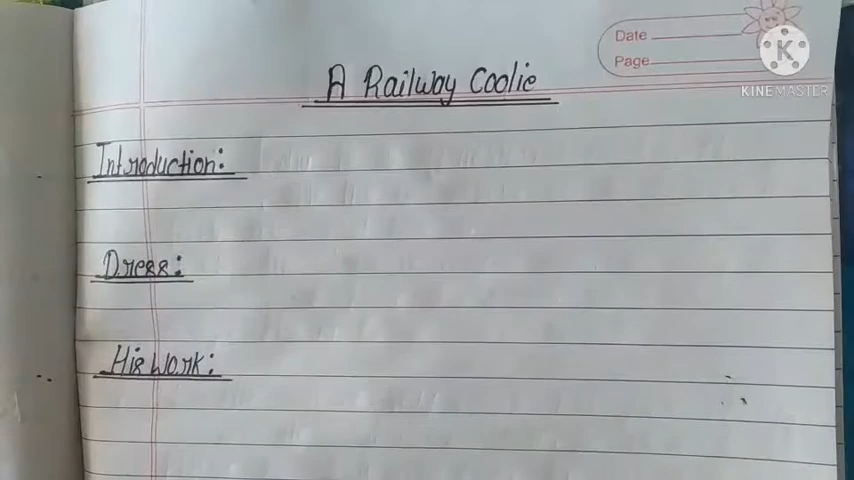 Date
Page
K
KINEMASTER
A Railway Coolie
Introduction:
Dress:
His Work: